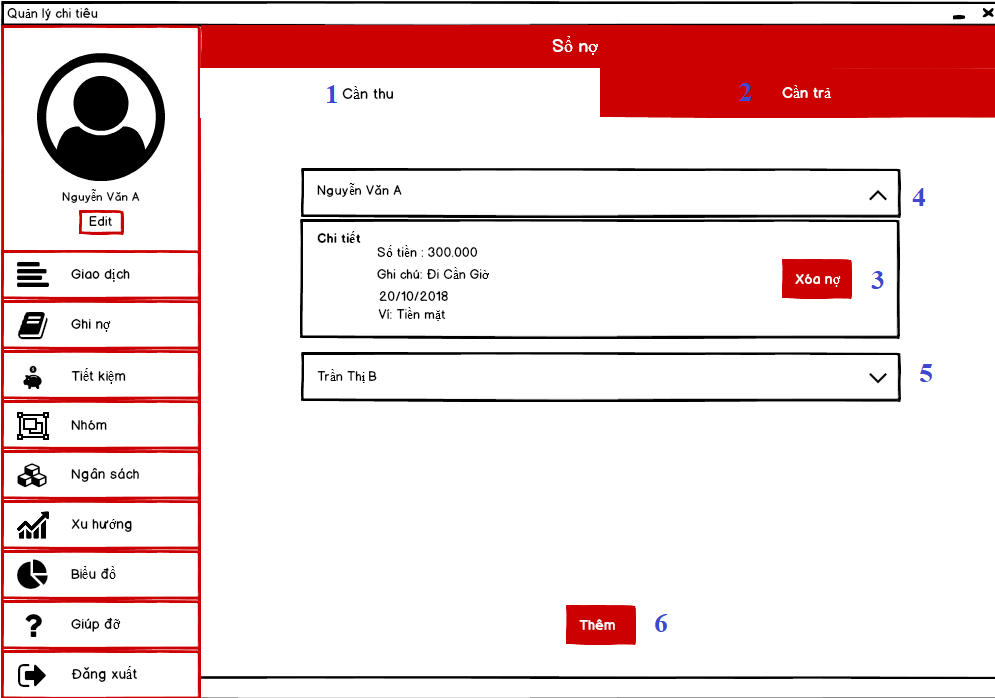 Quản lý chi tiêu
Nguyễn Văn A
Edit
Giao dịch
Ghi nợ
Tiết kiệm
Nhóm
Ngân sách
Xu hướng
Biểu đồ
Giúp đỡ
Đăng xuất
Sổ nợ
1 Cần thu
2 Cần trả
Nguyễn Văn A
4
Chi tiết
Số tiền : 300.000
Ghi chú: Đi Cần Giờ
20/10/2018
Ví: Tiền mặt
Xóa nợ
3
Trần Thị B
5
Thêm
6